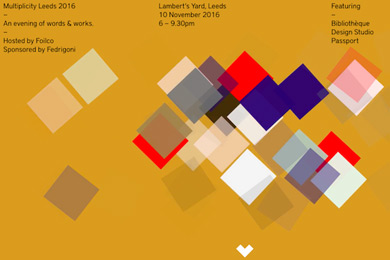 Multiplicity Leeds 2016
–
An evening of words & works.
–
Hosted by Foilco
Sponsored by Fedrigoni
Lambert's Yard, Leeds
10 November 2016
6 – 9.30pm
Featuring
–
Bibliothèque
Design Studio
Passport